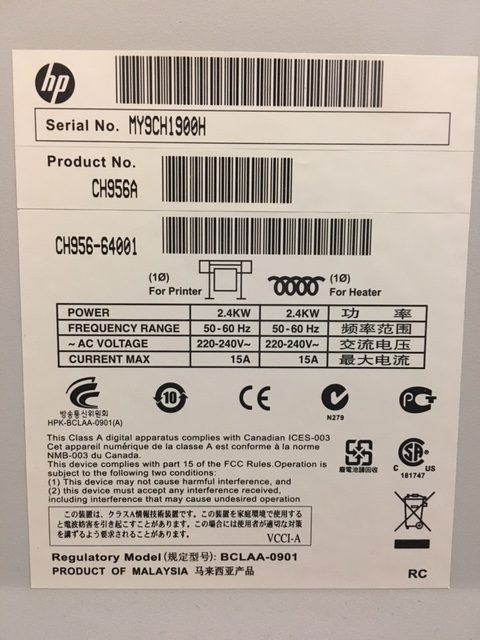 hp
Serial No. MY9CH1900H
Product No.
CH956A
CH956-64001
(1Ø) For Printer
(1Ø) For Heater
POWER 2.4KW 2.4KW 功 率
FREQUENCY RANGE 50-60 Hz 50-60 Hz 频率范围
~ AC VOLTAGE 220-240V~ 220-240V~ 交流电压
CURRENT MAX 15A 15A 最大电流
방송통신위원회
HPK-BCLAA-0901(A)
10
CE
N279
This Class A digital apparatus complies with Canadian ICES-003
Cet appareil numérique de la classe A est conforme à la norme
NMB-003 du Canada.
This device complies with part 15 of the FCC Rules.Operation is
subject to the following two conditions:
(1) This device may not cause harmful interference, and
(2) this device must accept any interference received,
including interference that may cause undesired operation
廢電池請回收
C US
181747
この装置は、クラスA情報技術装置です。この装置を家庭環境で使用する
と電波妨害を引き起こすことがあります。この場合には使用者が適切な対策
を講ずるよう要求されることがあります。
VCCI-A
Regulatory Model (规定型号): BCLAA-0901
PRODUCT OF MALAYSIA 马来西亚产品
RC